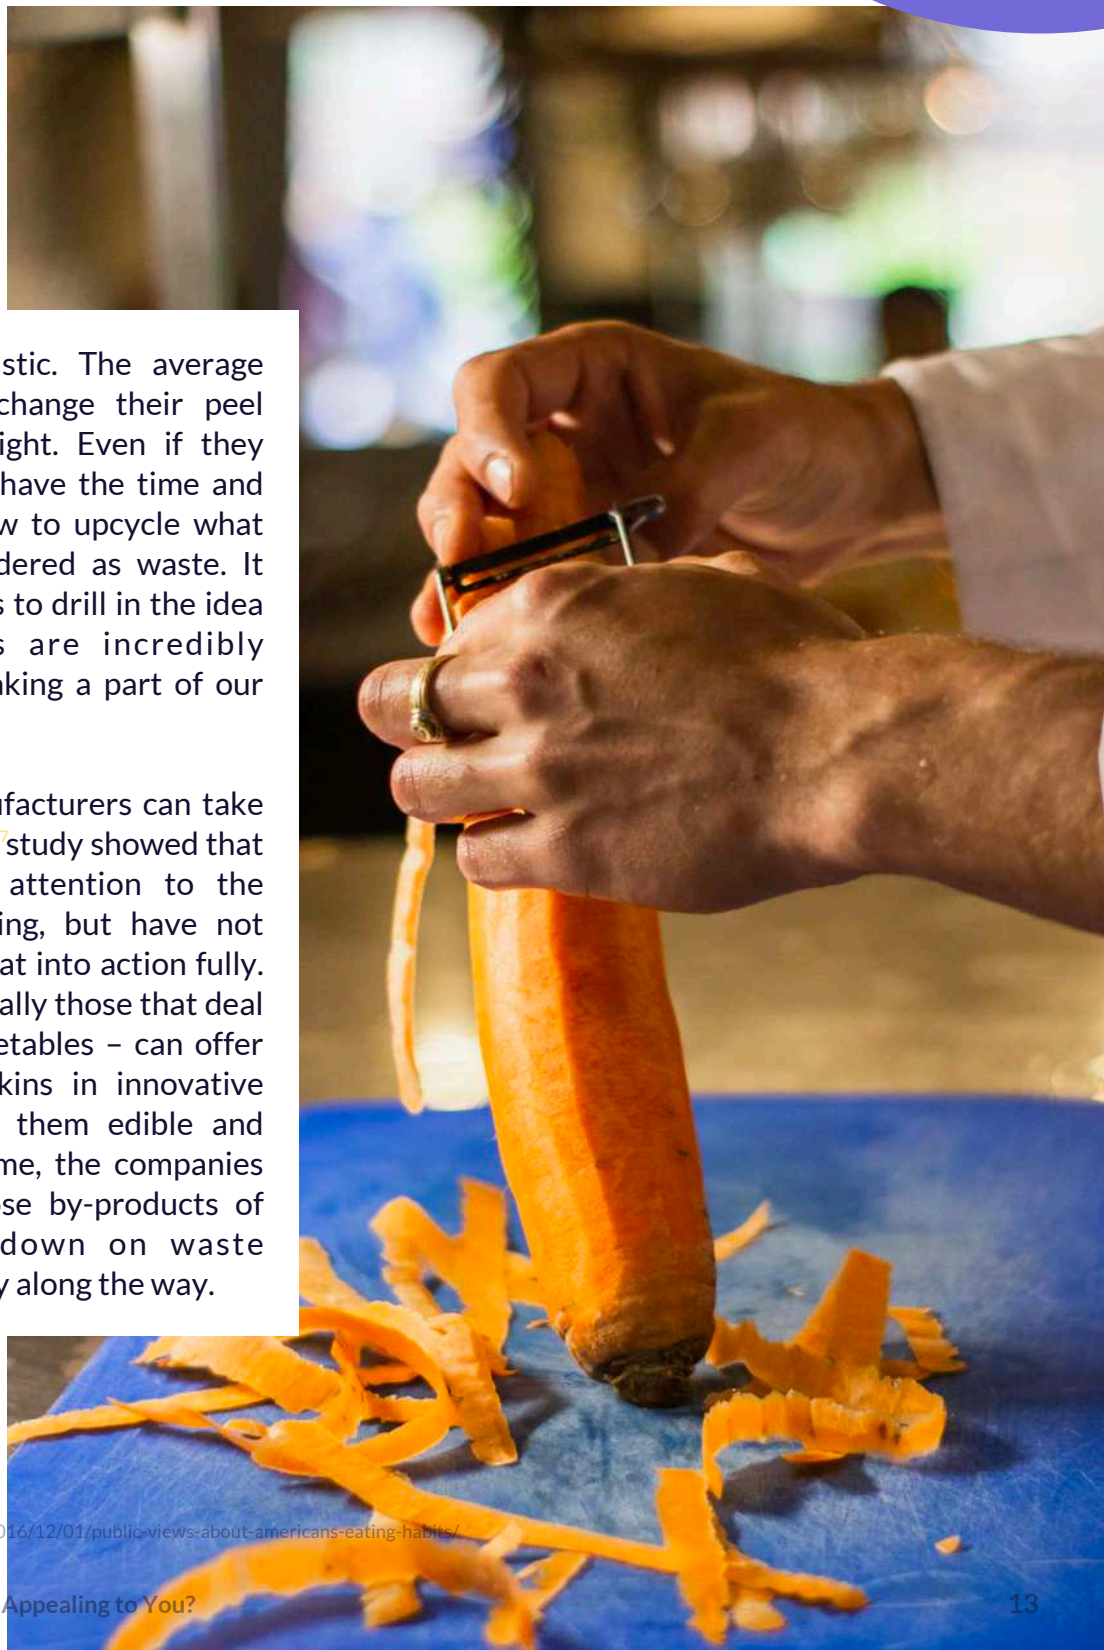 stic. The average
change their peel
ight. Even if they
have the time and
w to upcycle what
dered as waste. It
s to drill in the idea
s are incredibly
aking a part of our
ufacturers can take
7 study showed that
attention to the
ing, but have not
at into action fully.
ally those that deal
etables – can offer
kins in innovative
them edible and
me, the companies
ose by-products of
down on waste
y along the way.
016/12/01/public-views-about-americans-eating-habits/
Appealing to You?
13